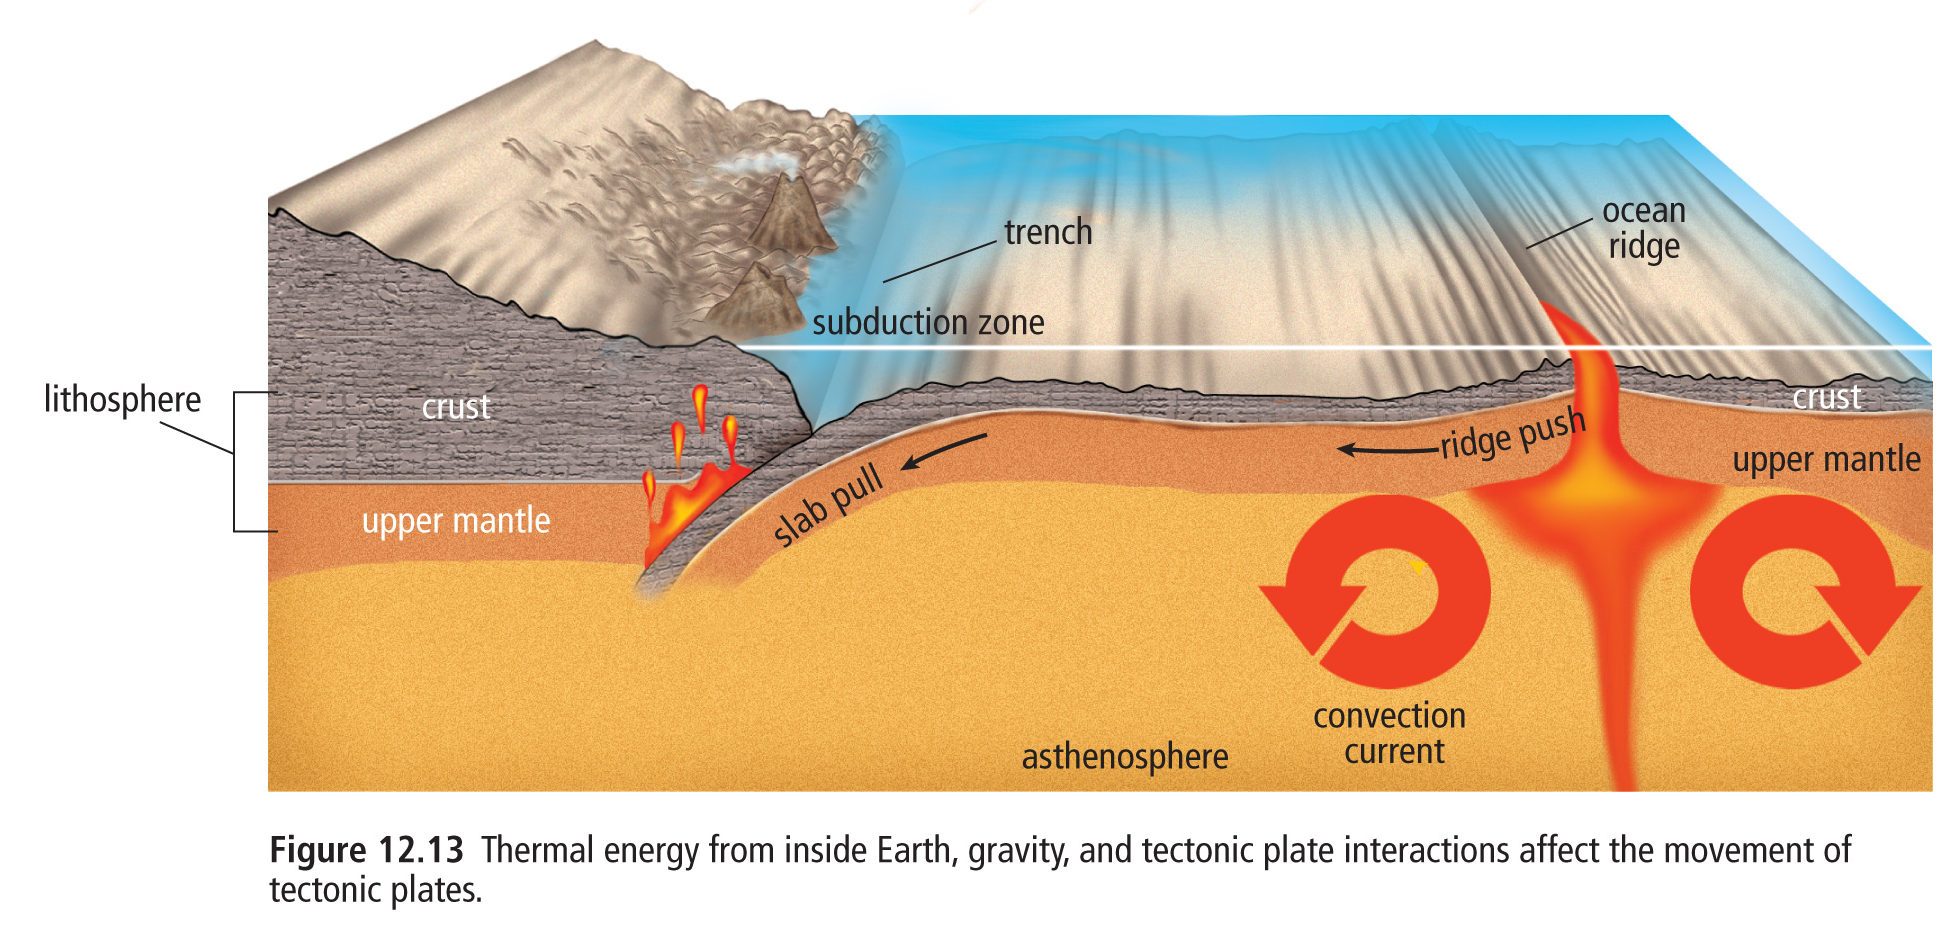 ocean
ridge
trench
subduction zone
lithosphere
crust
crust
ridge push
upper mantle
slab pull
upper mantle
convection
current
asthenosphere
Figure 12.13 Thermal energy from inside Earth, gravity, and tectonic plate interactions affect the movement of
tectonic plates.